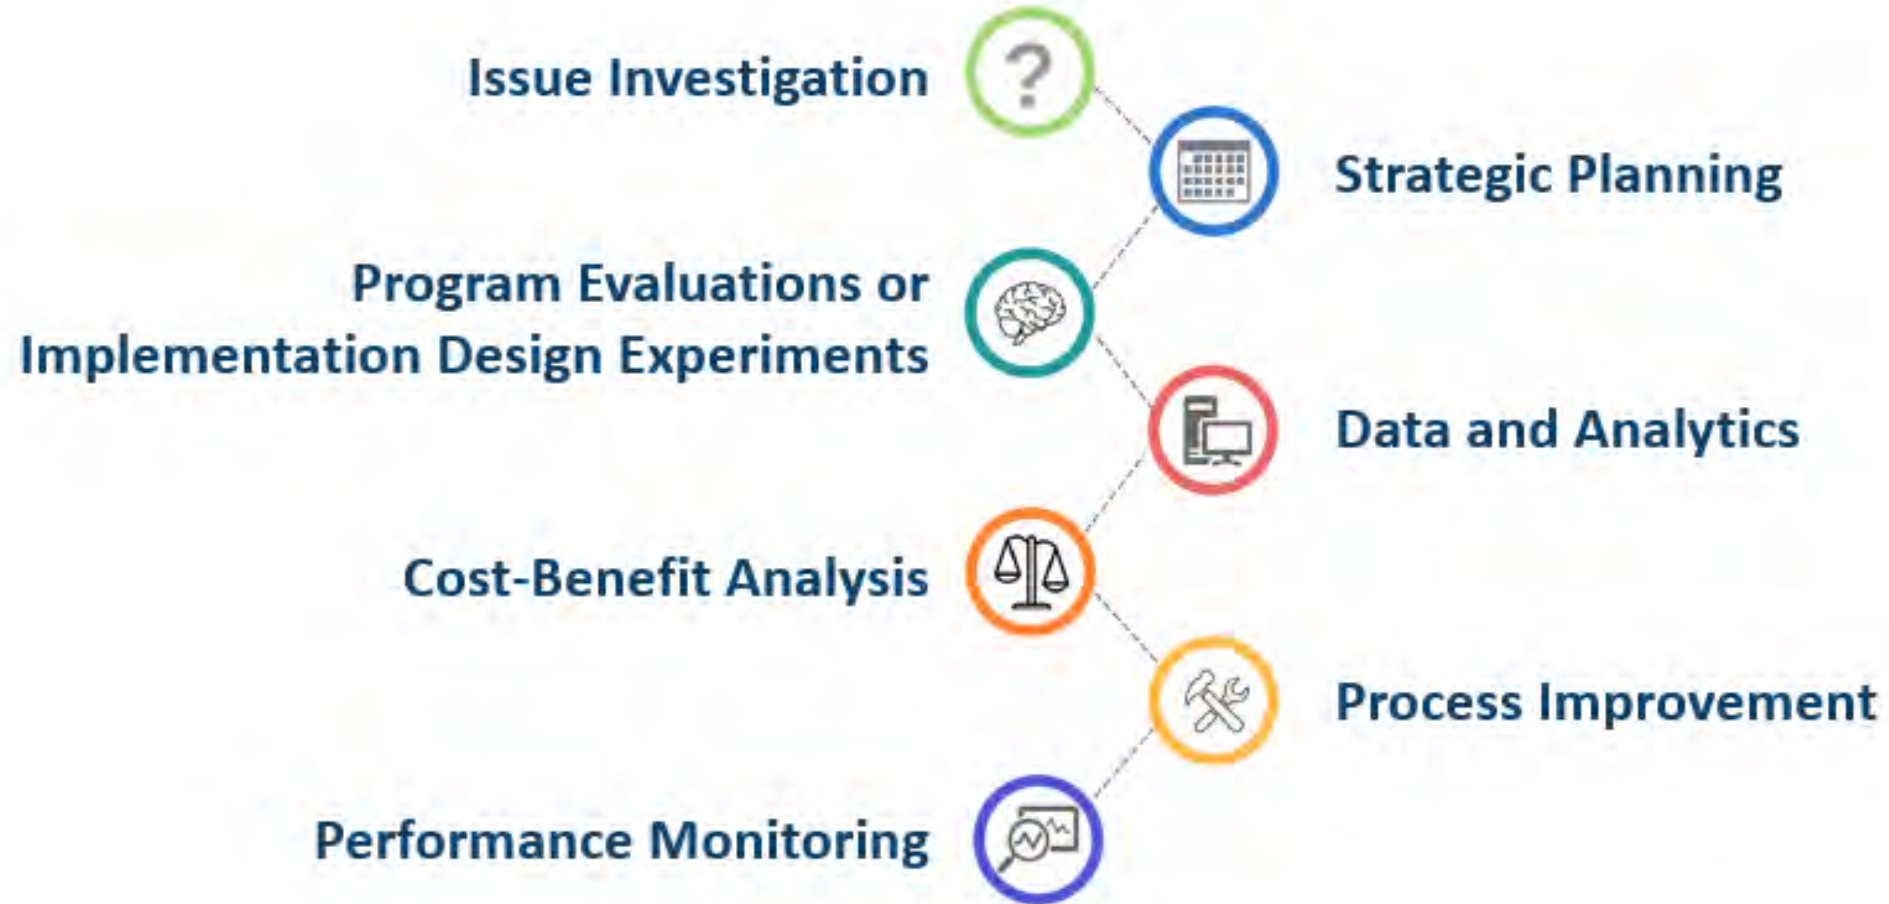 Issue Investigation
Strategic Planning
Program Evaluations or
Implementation Design Experiments
Data and Analytics
Cost-Benefit Analysis
Process Improvement
Performance Monitoring